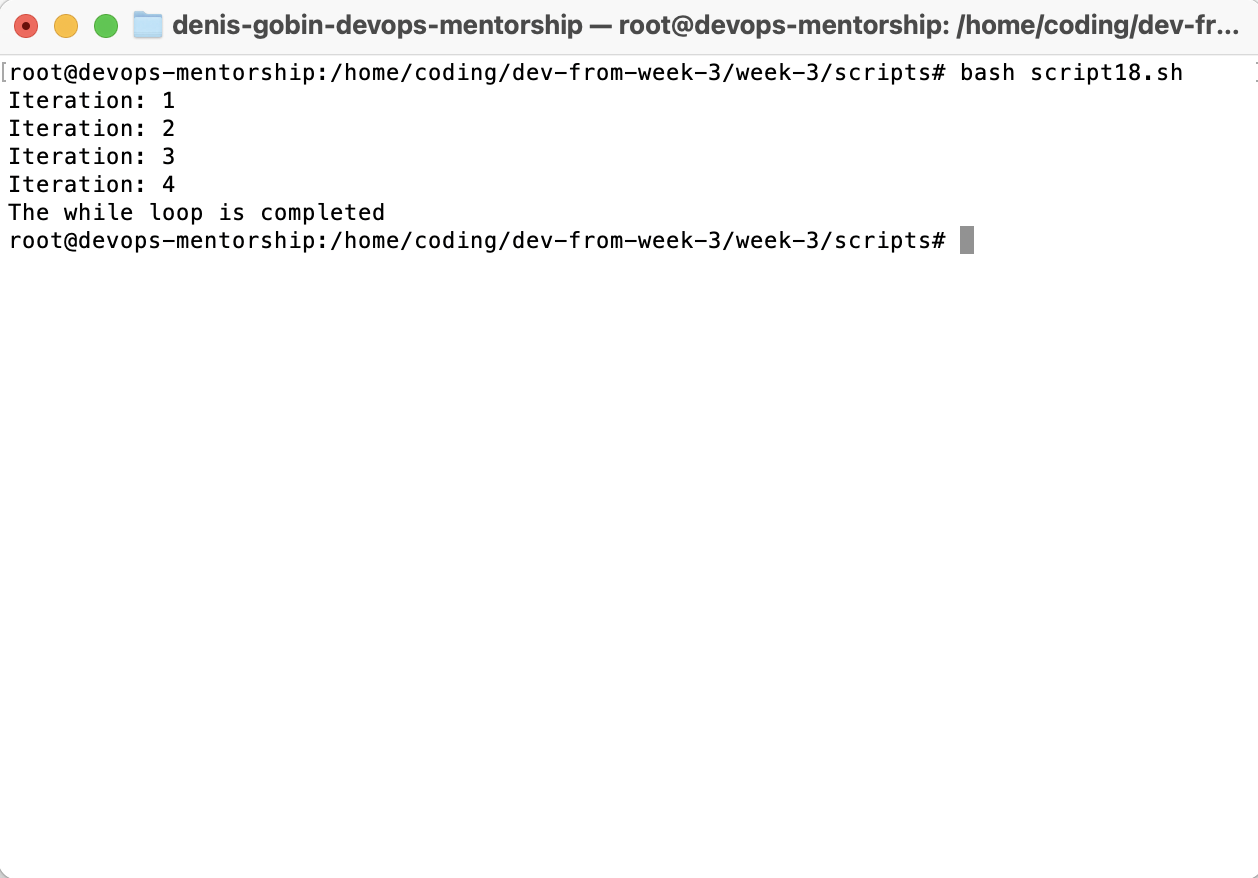 denis-gobin-devops-mentorship — root@devops-mentorship: /home/coding/dev-fr...
[root@devops-mentorship:/home/coding/dev-from-week-3/week-3/scripts# bash script18.sh ]
Iteration: 1
Iteration: 2
Iteration: 3
Iteration: 4
The while loop is completed
root@devops-mentorship:/home/coding/dev-from-week-3/week-3/scripts#